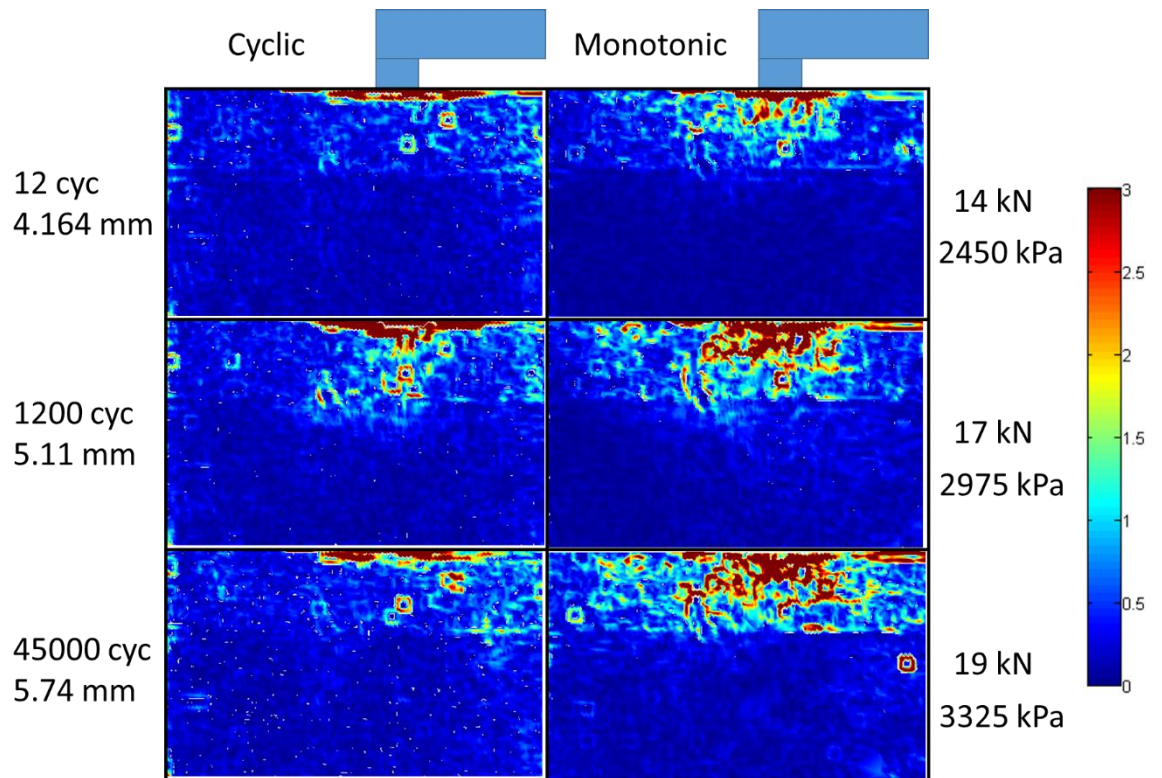 Cyclic
Monotonic
12 cyc
4.164 mm
14 kN
2450 kPa
1200 cyc
5.11 mm
17 kN
2975 kPa
45000 cyc
5.74 mm
19 kN
3325 kPa
3
2.5
2
1.5
1
0.5
0